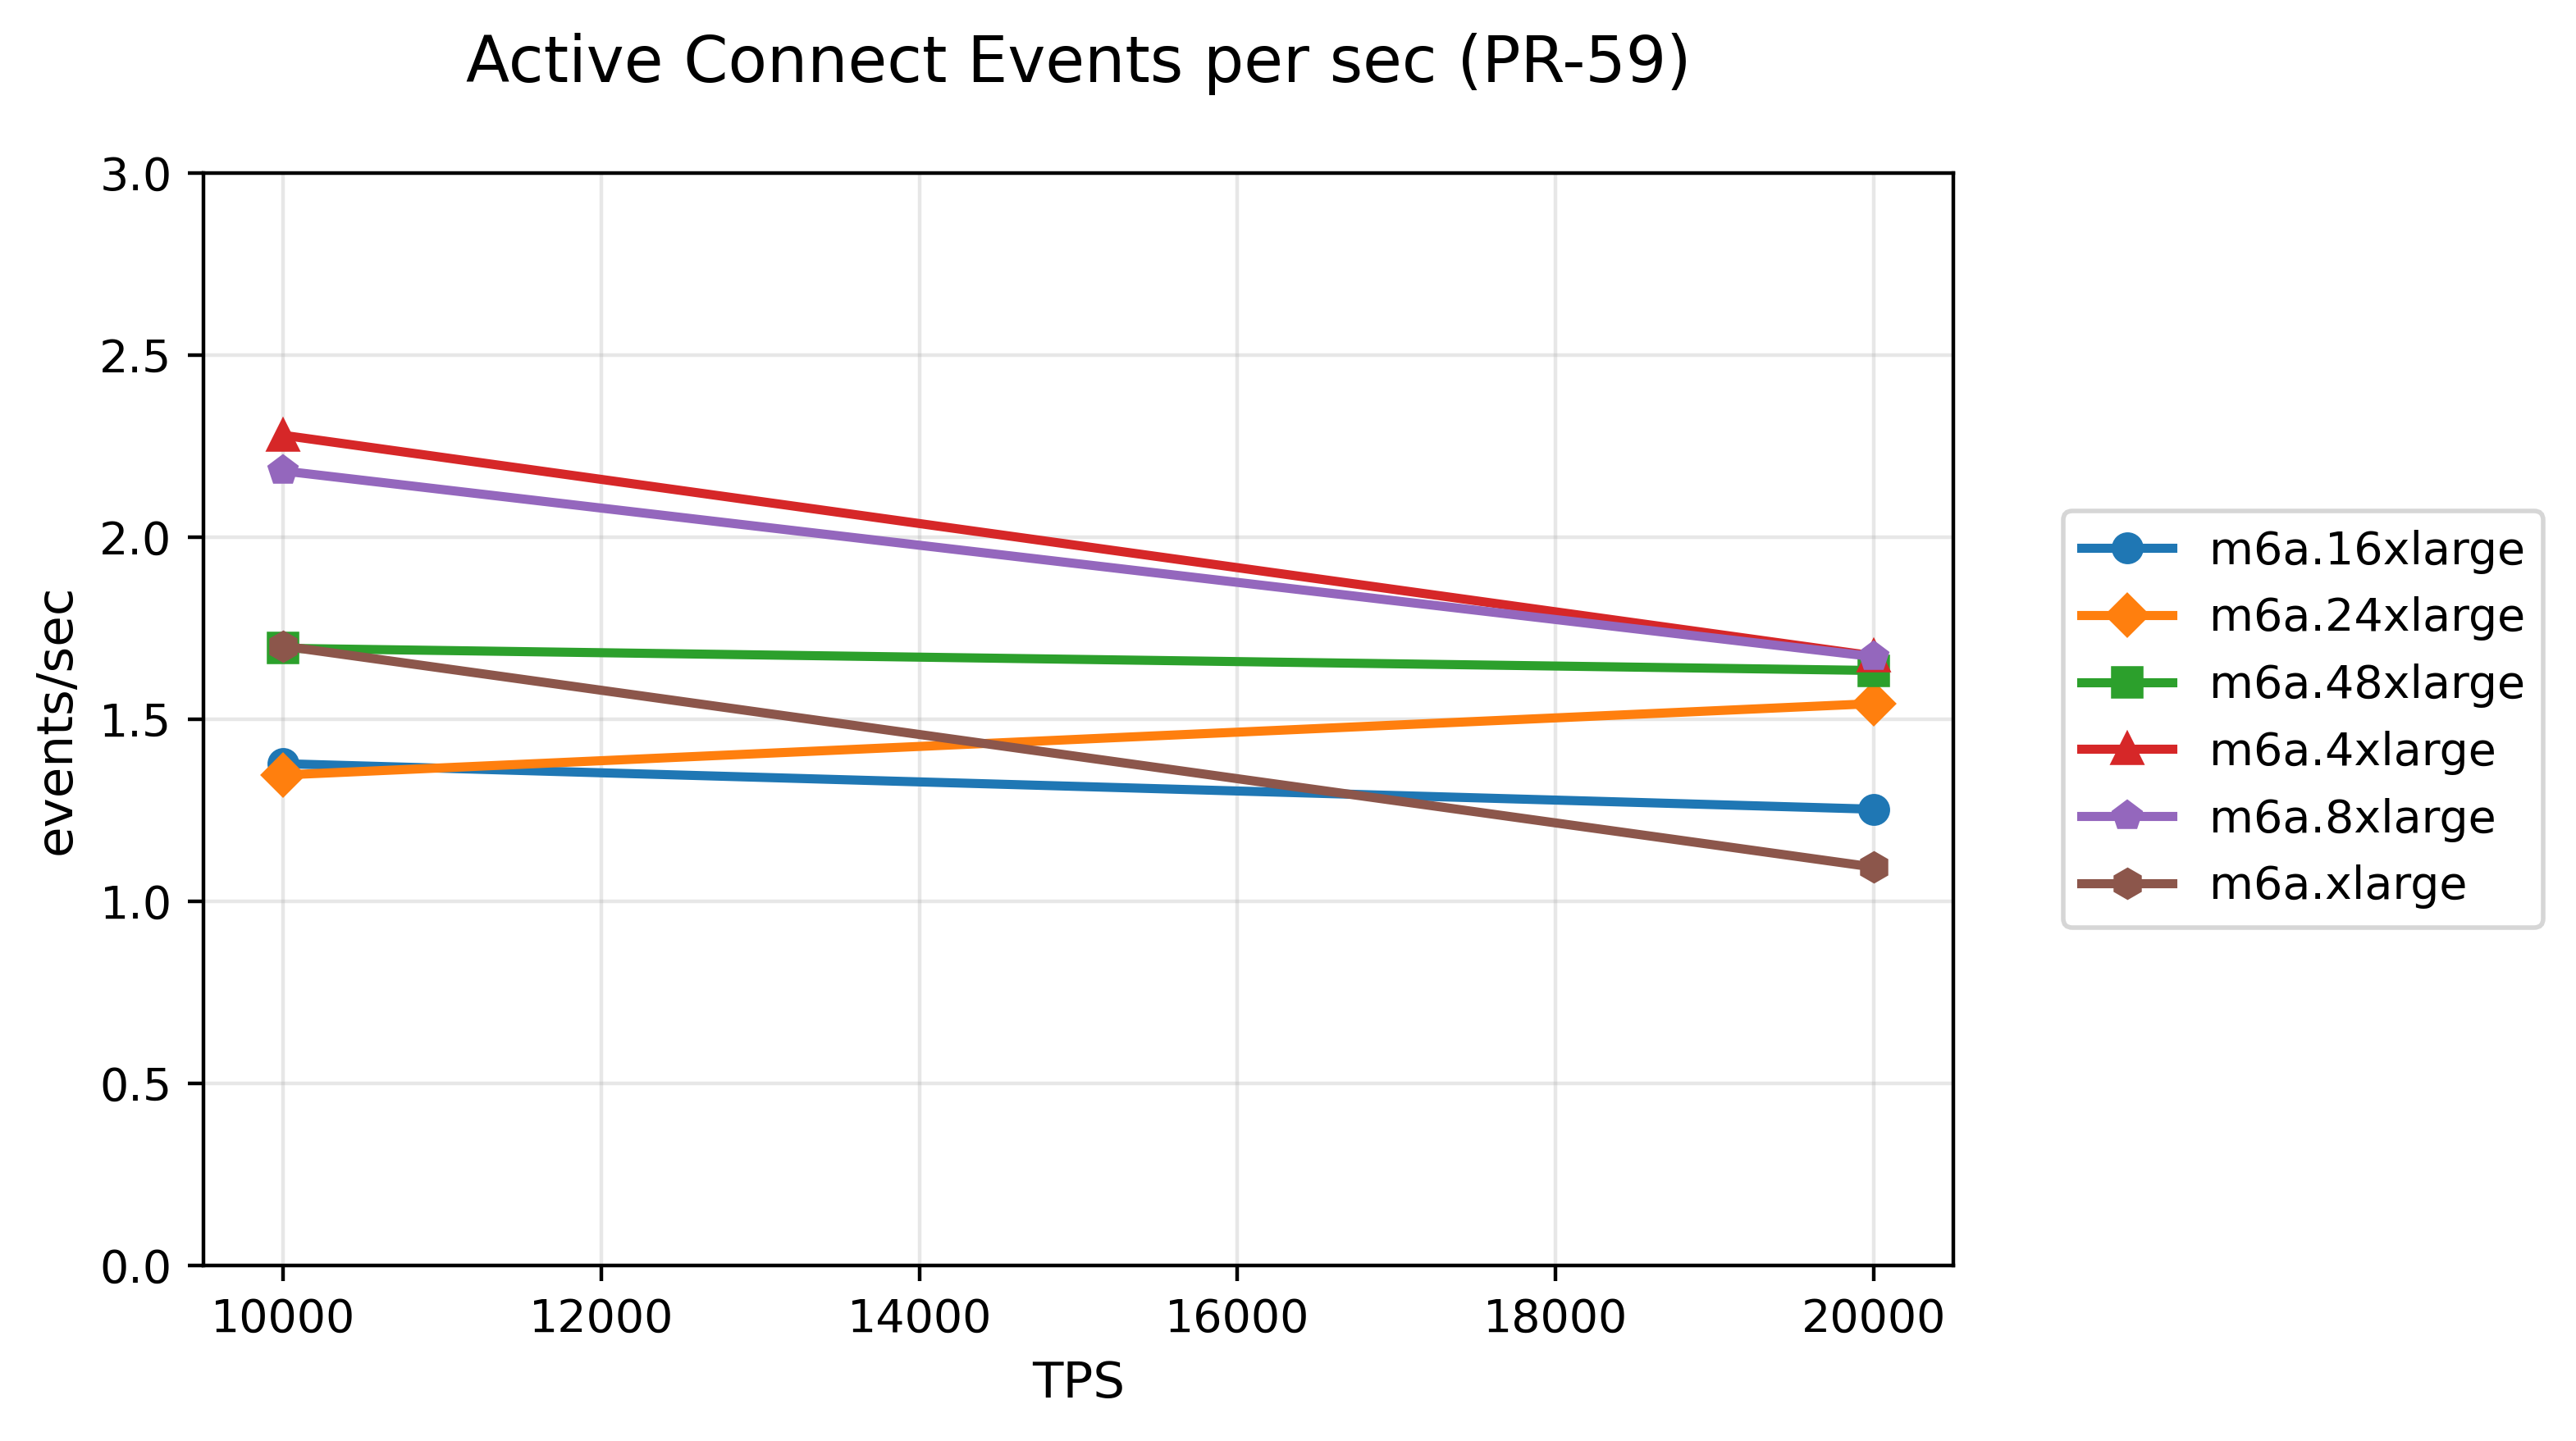 Active Connect Events per sec (PR-59)
3.0
2.5
2.0
1.5
1.0
0.5
0.0
events/sec
10000 12000 14000 16000 18000 20000
TPS
m6a.16xlarge
m6a.24xlarge
m6a.48xlarge
m6a.4xlarge
m6a.8xlarge
m6a.xlarge